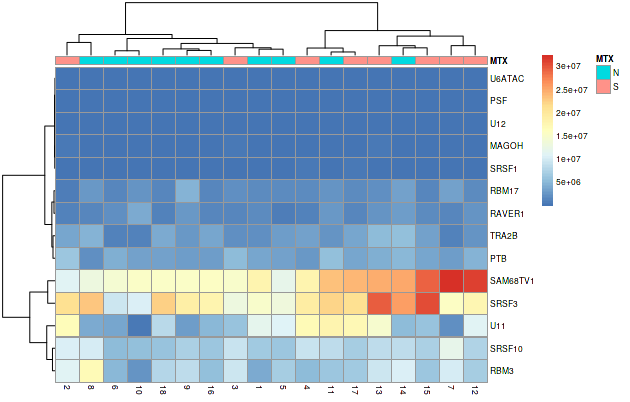 MTX
U6ATAC
PSF
U12
MAGOH
SRSF1
RBM17
RAVER1
TRA2B
PTB
SAM68TV1
SRSF3
U11
SRSF10
RBM3
2 8 6 10 18 9 16 3 1 5 4 11 17 13 14 15 7 12
3e+07
2.5e+07
2e+07
1.5e+07
1e+07
5e+06
MTX
N
S